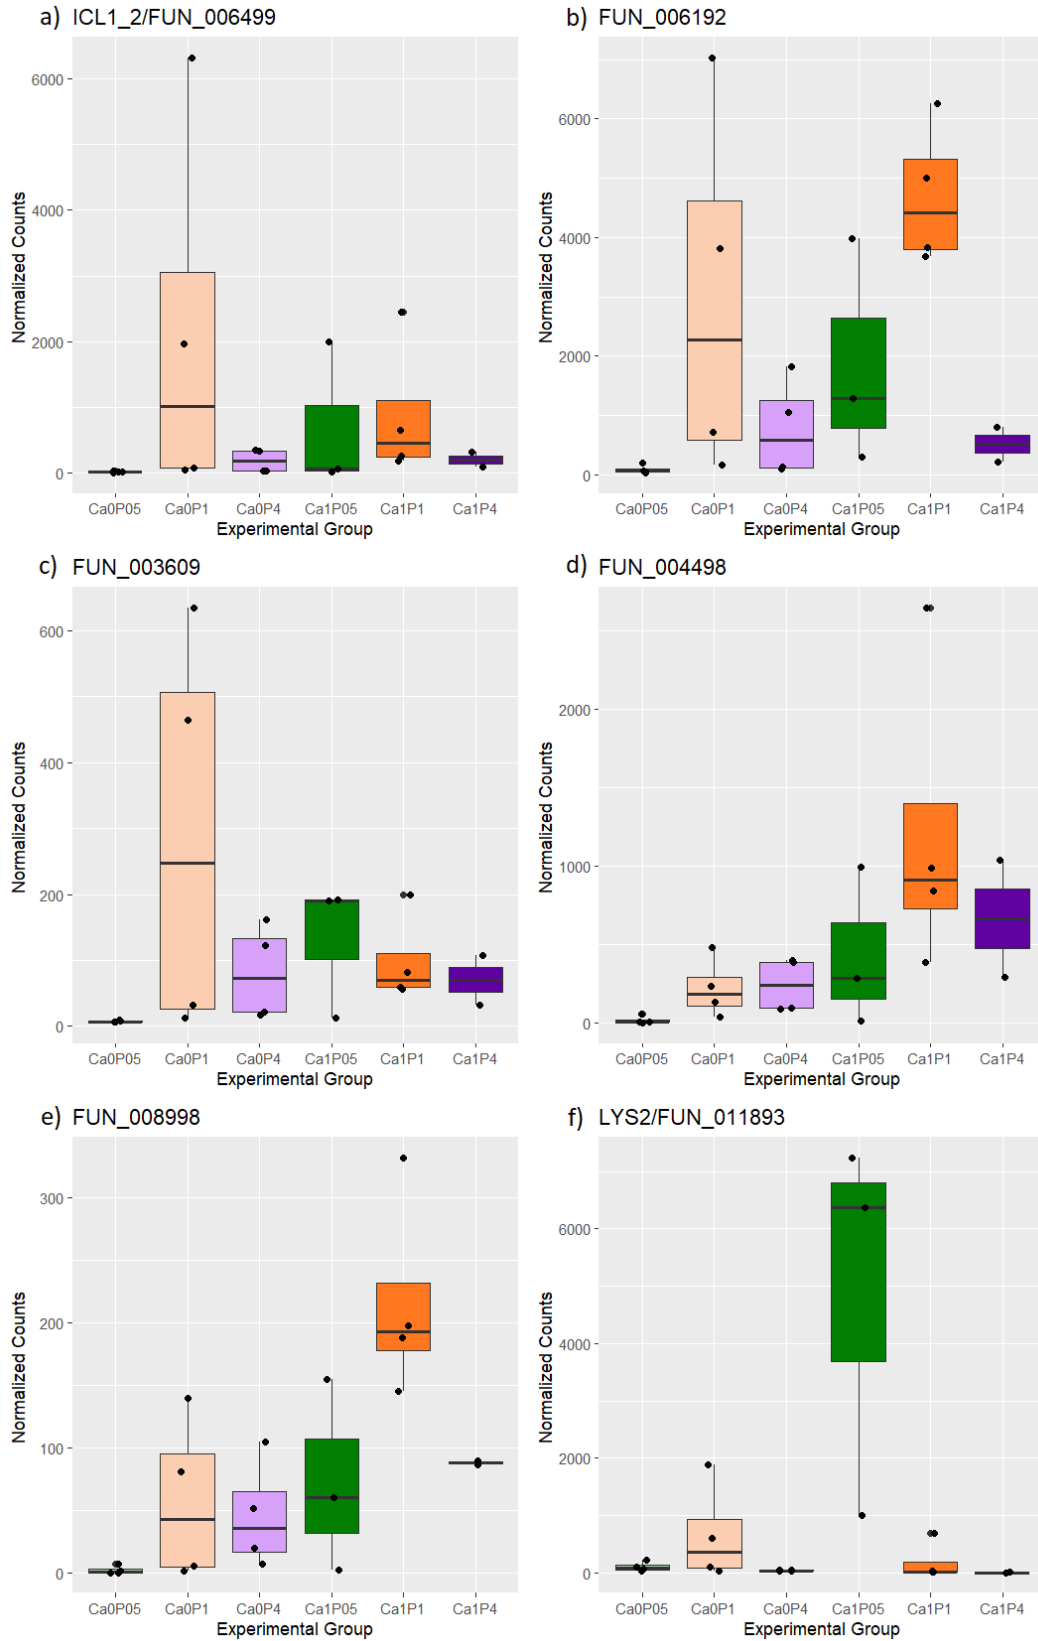 a) ICL1_2/FUN_006499
Normalized Counts
6000
4000
2000
0
Ca0P05 Ca0P1 Ca0P4 Ca1P05 Ca1P1 Ca1P4
Experimental Group
b) FUN_006192
Normalized Counts
6000
4000
2000
0
Ca0P05 Ca0P1 Ca0P4 Ca1P05 Ca1P1 Ca1P4
Experimental Group
c) FUN_003609
Normalized Counts
600
400
200
0
Ca0P05 Ca0P1 Ca0P4 Ca1P05 Ca1P1 Ca1P4
Experimental Group
d) FUN_004498
Normalized Counts
2000
1000
0
Ca0P05 Ca0P1 Ca0P4 Ca1P05 Ca1P1 Ca1P4
Experimental Group
e) FUN_008998
Normalized Counts
300
200
100
0
Ca0P05 Ca0P1 Ca0P4 Ca1P05 Ca1P1 Ca1P4
Experimental Group
f) LYS2/FUN_011893
Normalized Counts
6000
4000
2000
0
Ca0P05 Ca0P1 Ca0P4 Ca1P05 Ca1P1 Ca1P4
Experimental Group